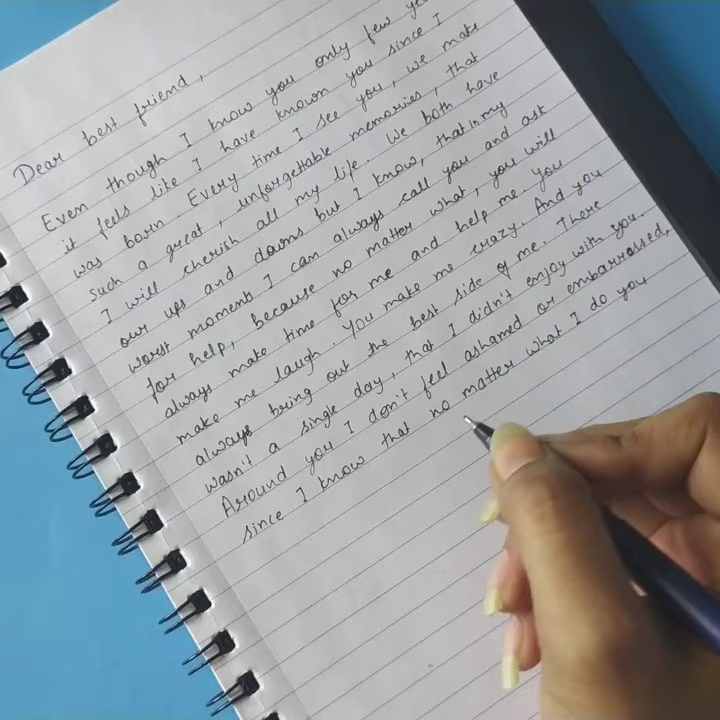 Dear best friend,
Even though I know you only few
it feels like I have known you since I
was born. Every time I see you, we make
such a great, unforgettable memories, that
I will cherish all my life. We both have
our ups and downs but I know, that in my
worst moments I can always call you and ask
for help, because no matter what, you will
always make time for me and help me. You
make me laugh. You make me crazy. And you
always bring out the best side of me. There
wasn't a single day, that I didn't enjoy with you.
Around you I don't feel ashamed or embarrassed,
since I know that no matter what I do you